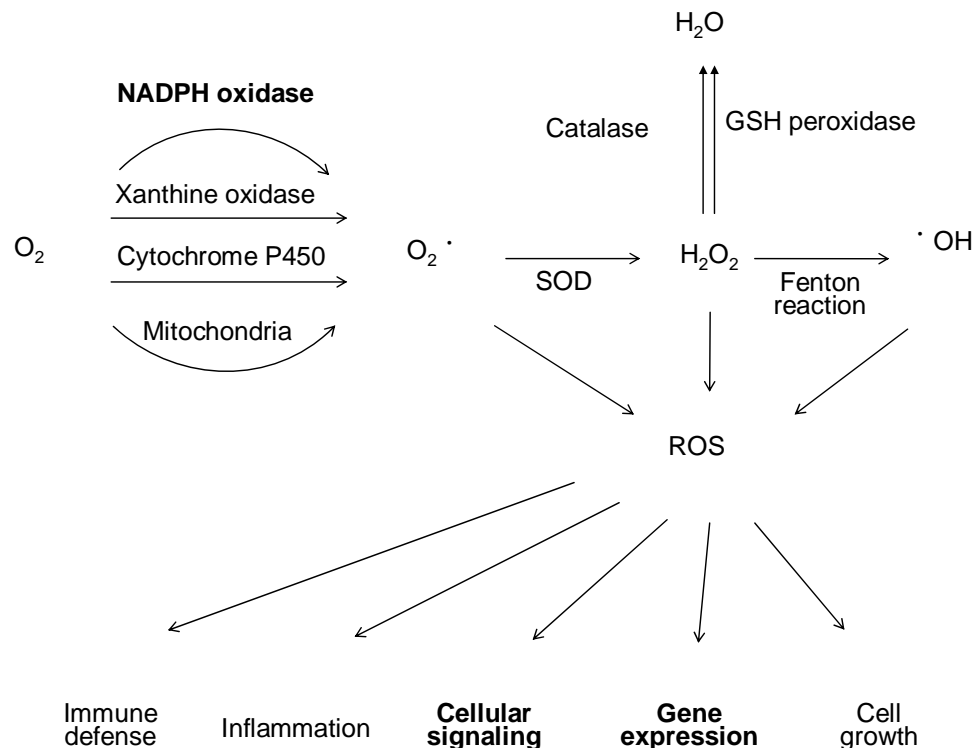 H₂O
NADPH oxidase
Catalase
GSH peroxidase
Xanthine oxidase
O₂
Cytochrome P450
O₂ ·
SOD
H₂O₂
· OH
Fenton
reaction
Mitochondria
ROS
Immune
defense
Inflammation
Cellular
signaling
Gene
expression
Cell
growth